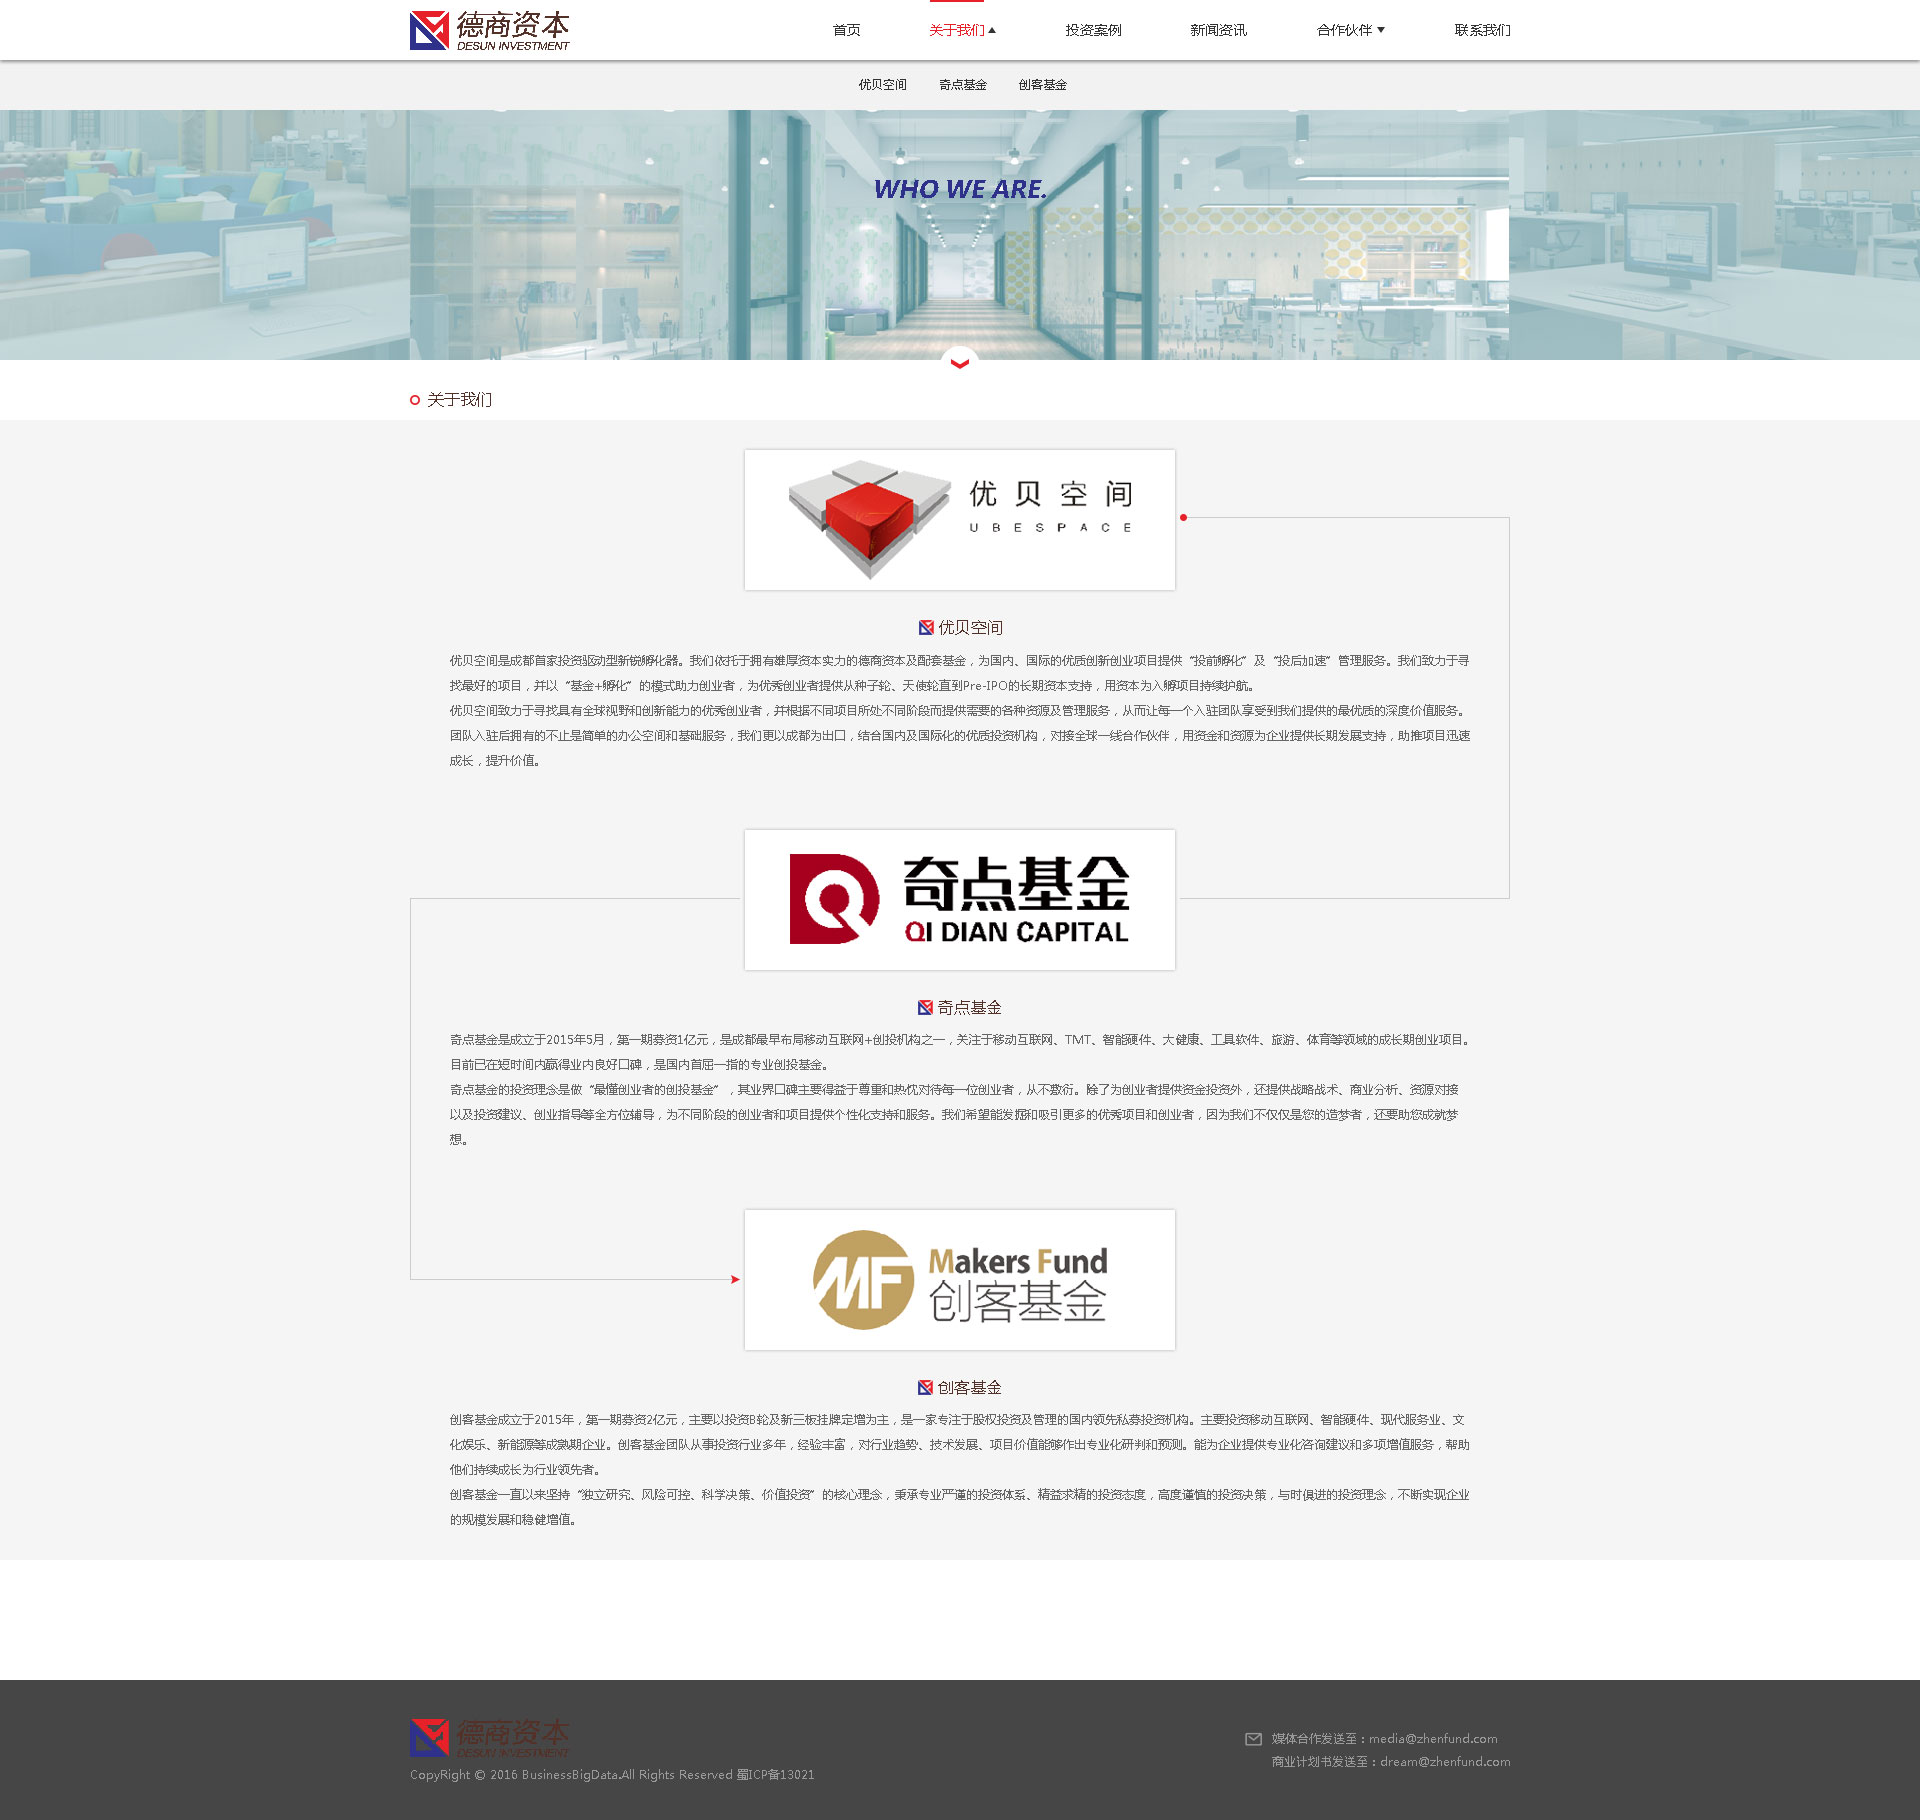 德商资本
DESUN INVESTMENT
首页 关于我们 投资案例 新闻资讯 合作伙伴 联系我们
优贝空间 奇点基金 创客基金
WHO WE ARE.
关于我们
优贝空间
UBESPACE
优贝空间
优贝空间是成都首家投资驱动型新锐孵化器。我们依托于拥有雄厚资本实力的德商资本及配套基金，为国内、国际的优质创新创业项目提供“投前孵化”及“投后加速”管理服务。我们致力于寻
找最好的项目，并以“基金+孵化”的模式助力创业者，为优秀创业者提供从种子轮、天使轮直到Pre-IPO的长期资本支持，用资本为入孵项目持续护航。
优贝空间致力于寻找具有全球视野和创新能力的优秀创业者，并根据不同项目所处不同阶段而提供需要的各种资源及管理服务，从而让每一个入驻团队享受到我们提供的最优质的深度价值服务。
团队入驻后拥有的不止是简单的办公空间和基础服务，我们更以成都为出口，结合国内及国际化的优质投资机构，对接全球一线合作伙伴，用资金和资源为企业提供长期发展支持，助推项目迅速
成长，提升价值。
奇点基金
QI DIAN CAPITAL
奇点基金
奇点基金是成立于2015年5月，第一期募资1亿元，是成都最早布局移动互联网+创投机构之一，关注于移动互联网、TMT、智能硬件、大健康、工具软件、旅游、体育等领域的成长期创业项目。
目前已在短时间内赢得业内良好口碑，是国内首屈一指的专业创投基金。
奇点基金的投资理念是做“最懂创业者的创投基金”，其业界口碑主要得益于尊重和热忱对待每一位创业者，从不敷衍。除了为创业者提供资金投资外，还提供战略战术、商业分析、资源对接
以及投资建议、创业指导等全方位辅导，为不同阶段的创业者和项目提供个性化支持和服务。我们希望能发掘和吸引更多的优秀项目和创业者，因为我们不仅仅是您的造梦者，还要助您成就梦
想。
Makers Fund
创客基金
创客基金
创客基金成立于2015年，第一期募资2亿元，主要以投资B轮及新三板挂牌定增为主，是一家专注于股权投资及管理的国内领先私募投资机构。主要投资移动互联网、智能硬件、现代服务业、文
化娱乐、新能源等成熟期企业。创客基金团队从事投资行业多年，经验丰富，对行业趋势、技术发展、项目价值能够作出专业化研判和预测。能为企业提供专业化咨询建议和多项增值服务，帮助
他们持续成长为行业领先者。
创客基金一直以来坚持“独立研究、风险可控、科学决策、价值投资”的核心理念，秉承专业严谨的投资体系、精益求精的投资态度，高度谨慎的投资决策，与时俱进的投资理念，不断实现企业
的规模发展和稳健增值。
德商资本
DESUN INVESTMENT
CopyRight © 2016 BusinessBigData.All Rights Reserved 蜀ICP备13021
媒体合作发送至：media@zhenfund.com
商业计划书发送至：dream@zhenfund.com